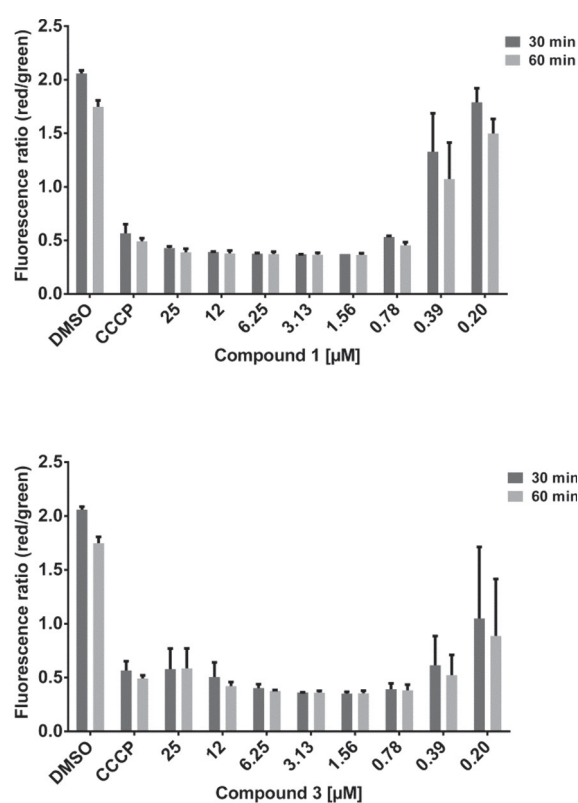 2.5
2.0
1.5
1.0
0.5
0.0
Fluorescence ratio (red/green)
30 min
60 min
DMSO CCCP 25 12 6.25 3.13 1.56 0.78 0.39 0.20
Compound 1 [µM]
2.5
2.0
1.5
1.0
0.5
0.0
Fluorescence ratio (red/green)
30 min
60 min
DMSO CCCP 25 12 6.25 3.13 1.56 0.78 0.39 0.20
Compound 3 [µM]